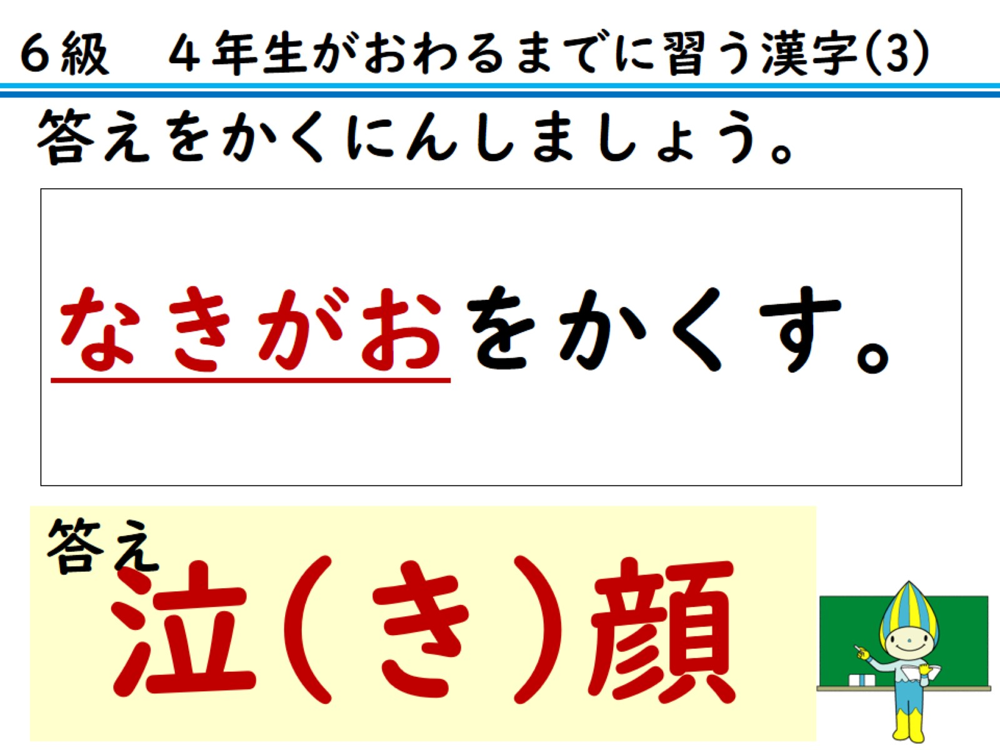 ６級　４年生がおわるまでに習う漢字(3)
答えをかくにんしましょう。
なきがおをかくす。
答え
泣(き)顔